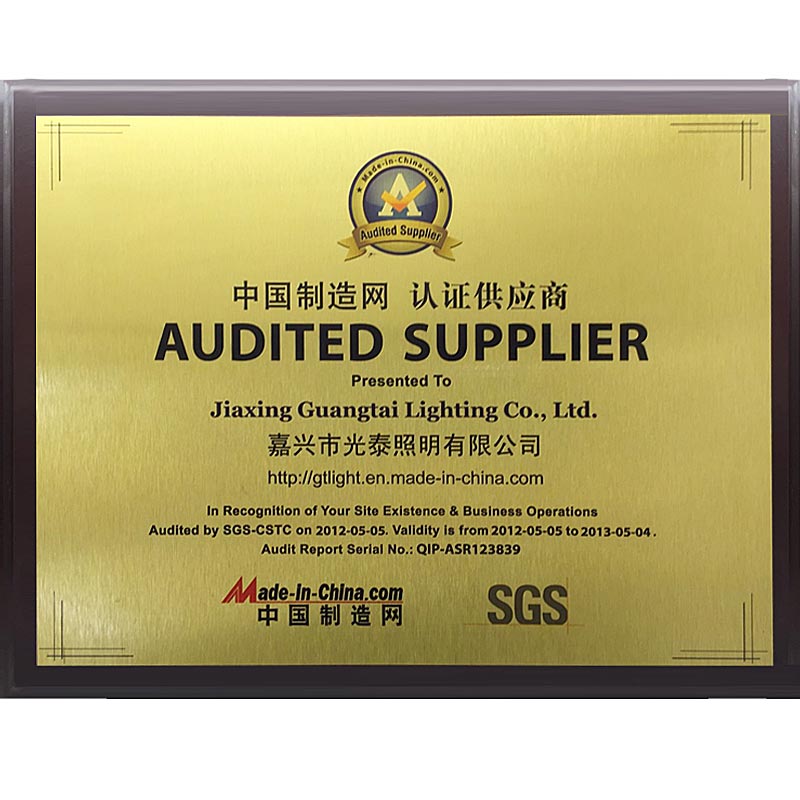 Made-in-China.com
A
Audited Supplier
中国制造网 认证供应商
AUDITED SUPPLIER
Presented To
Jiaxing Guangtai Lighting Co., Ltd.
嘉兴市光泰照明有限公司
http://gtlight.en.made-in-china.com
In Recognition of Your Site Existence & Business Operations
Audited by SGS-CSTC on 2012-05-05. Validity is from 2012-05-05 to 2013-05-04.
Audit Report Serial No.: QIP-ASR123839
Made-in-China.com
中国制造网
SGS